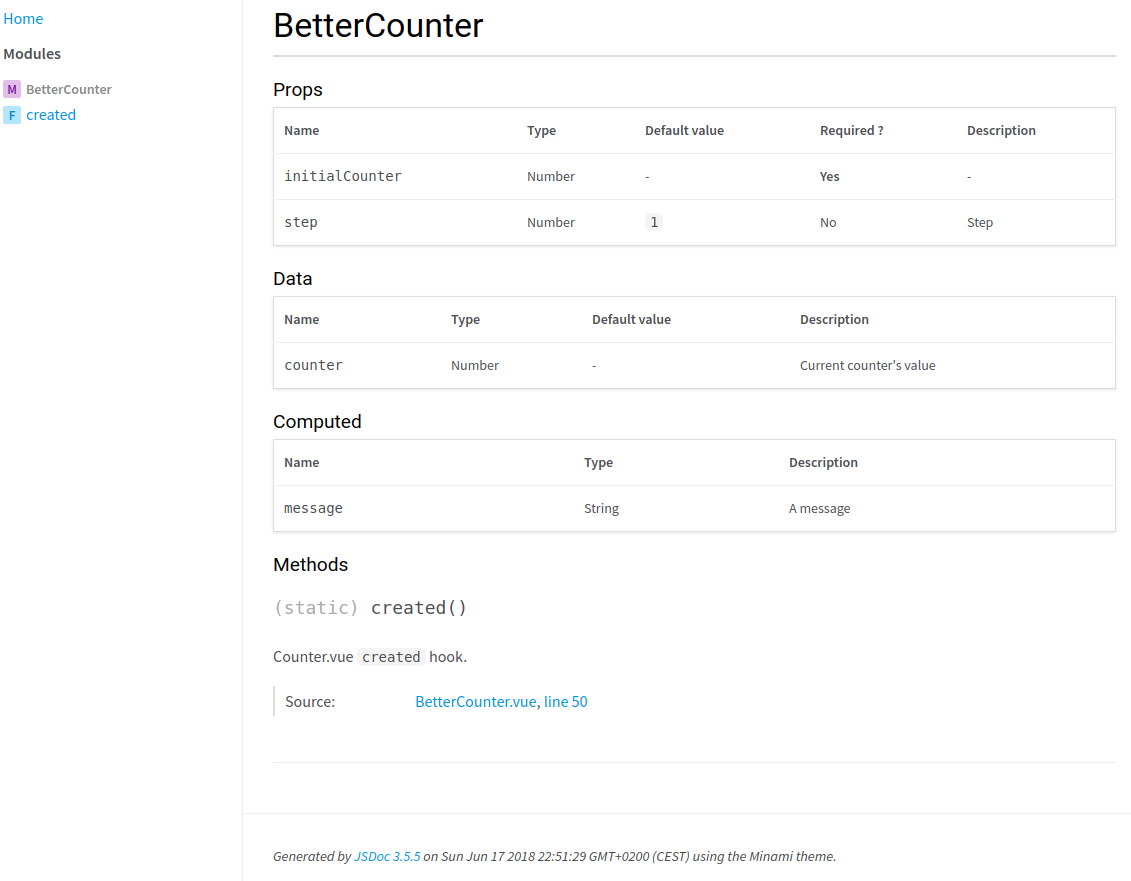 Home
Modules
M BetterCounter
F created
BetterCounter
Props
Name Type Default value Required ? Description
initialCounter Number - Yes -
step Number 1 No Step
Data
Name Type Default value Description
counter Number - Current counter's value
Computed
Name Type Description
message String A message
Methods
(static) created()
Counter.vue created hook.
Source: BetterCounter.vue, line 50
Generated by JSDoc 3.5.5 on Sun Jun 17 2018 22:51:29 GMT+0200 (CEST) using the Minami theme.